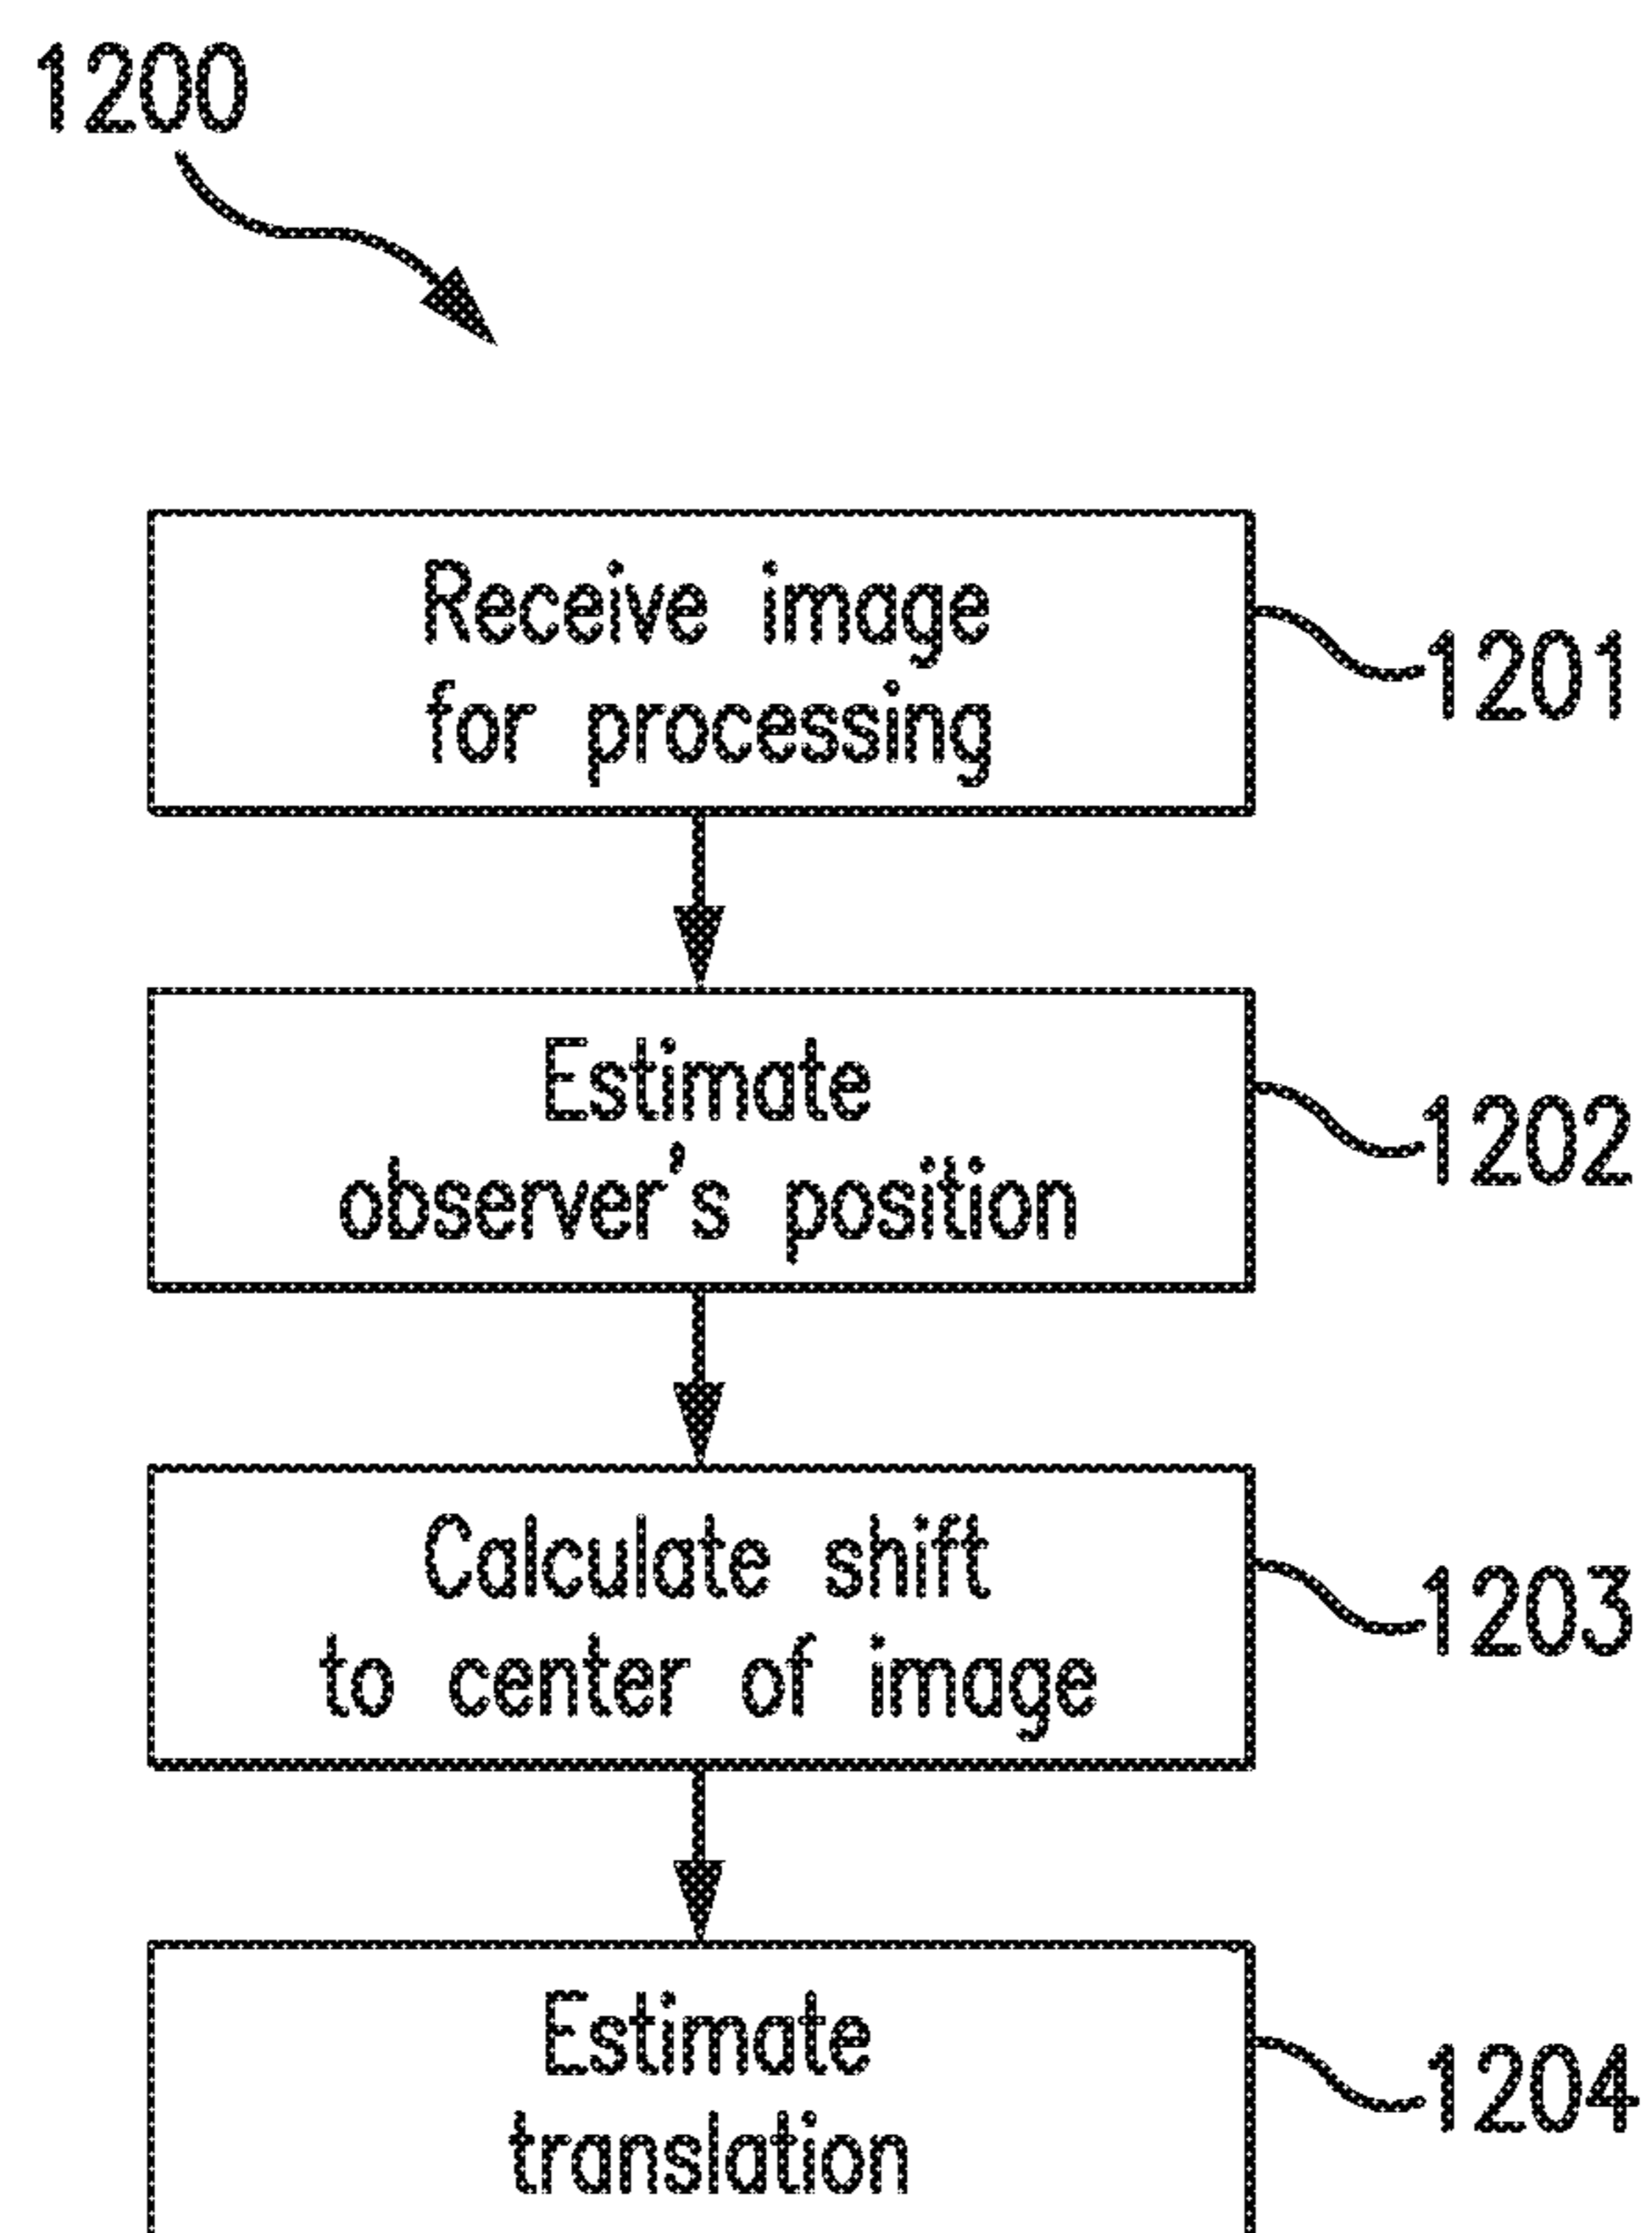 1200
Receive image
for processing
1201
Estimate
observer's position
1202
Calculate shift
to center of image
1203
Estimate
translation
1204